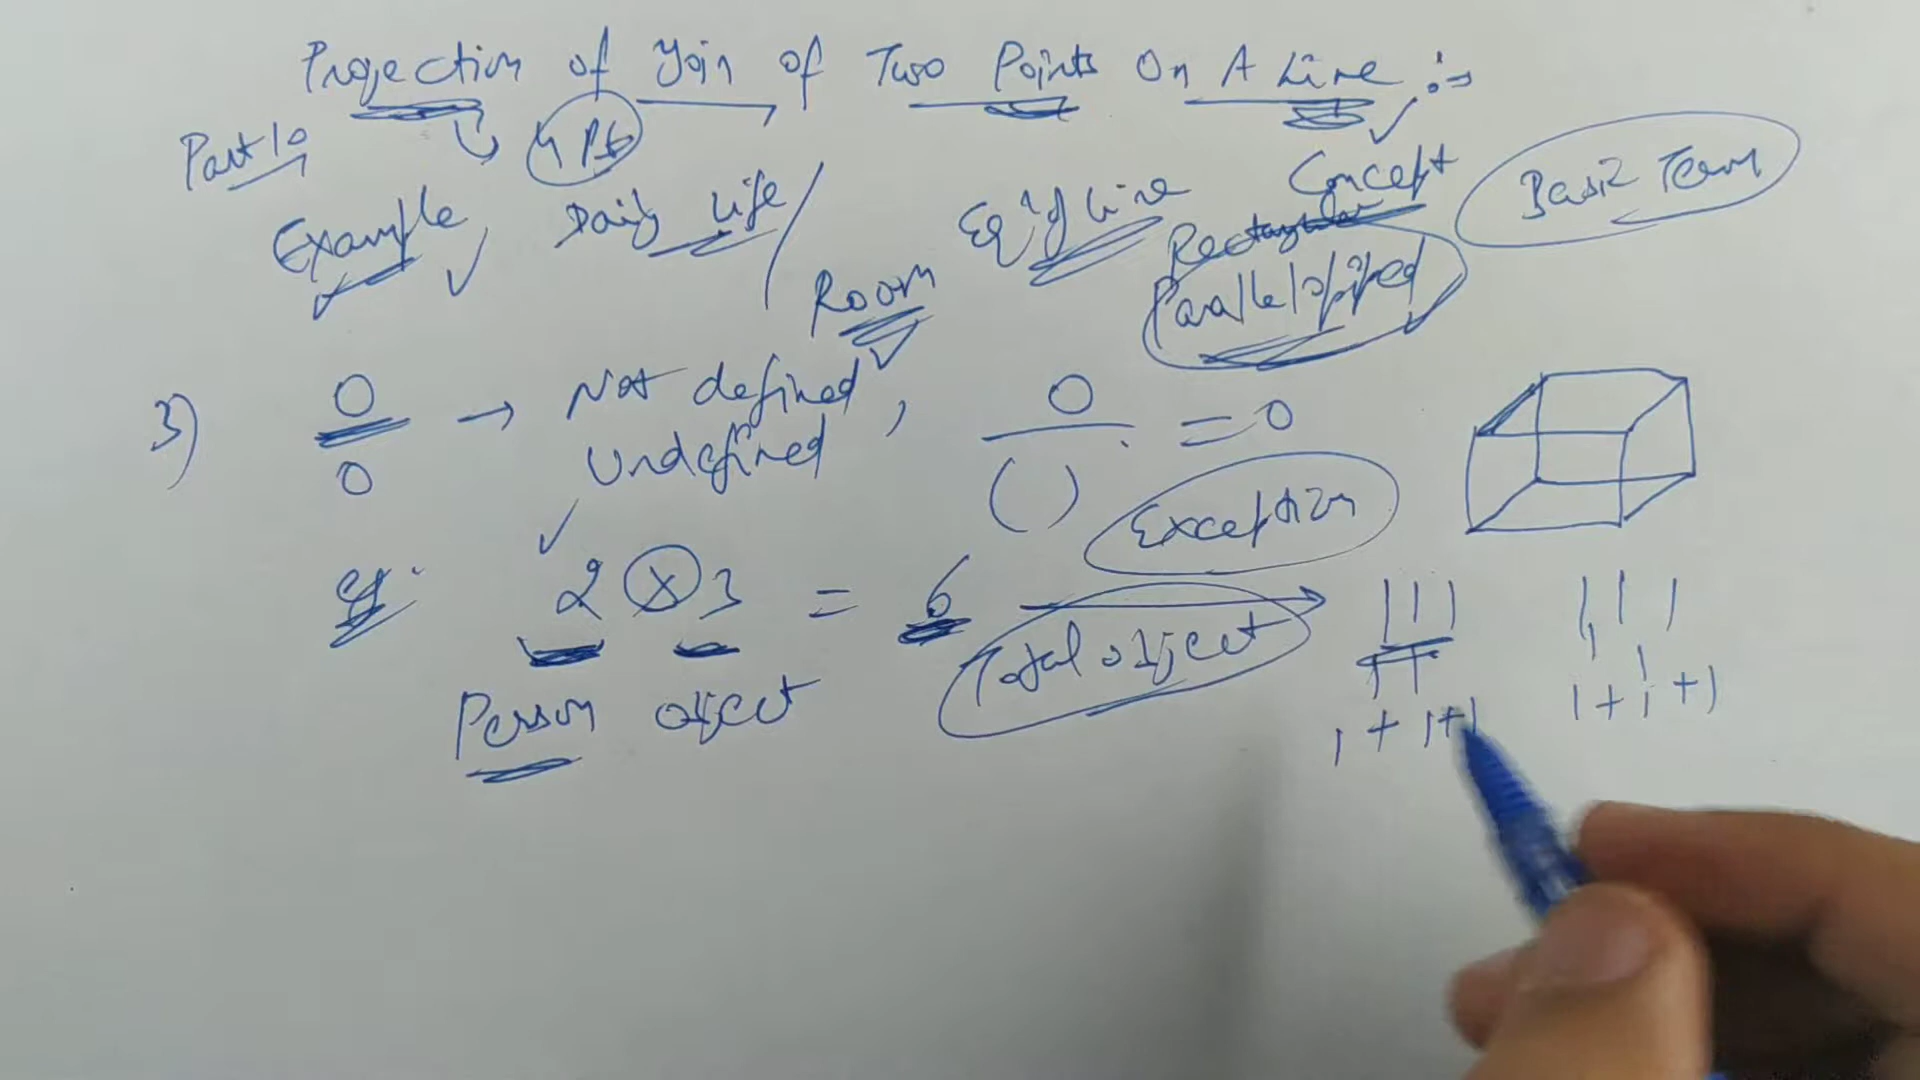 Projection of Join of Two Points On A Line :→
Part 10
4 Pts
Example, Daily Life / Room Eq'n of Line Concept Basic Term
Rectangular
Parallelopiped
3) 0/0 → Not defined, 0/( ) = 0
Undefined
Exception
eg: 2 × 3 = 6 → | | | | | |
Person object Total object
1 + 1+1 1 + 1 + 1